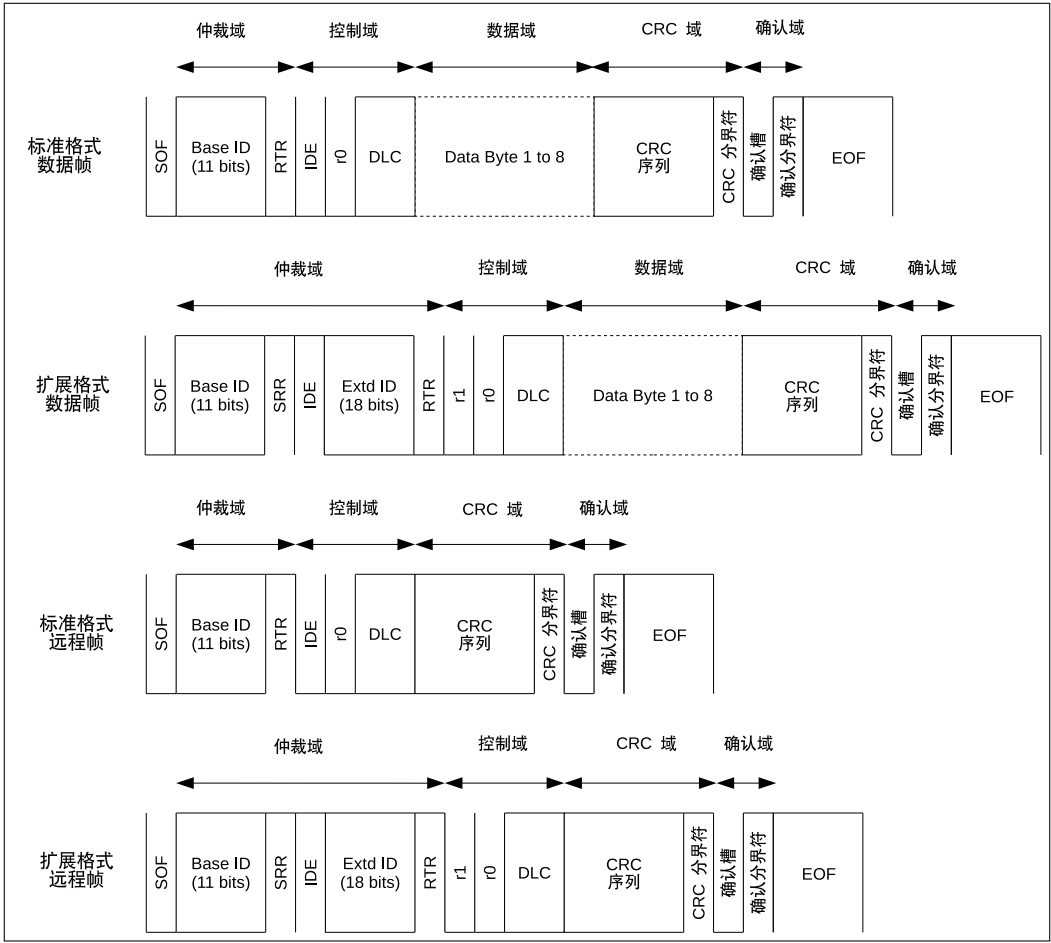 仲裁域 控制域 数据域 CRC 域 确认域
标准格式
数据帧
SOF
Base ID
(11 bits)
RTR
IDE
r0
DLC
Data Byte 1 to 8
CRC
序列
CRC 分界符
确认槽
确认分界符
EOF
仲裁域 控制域 数据域 CRC 域 确认域
扩展格式
数据帧
SOF
Base ID
(11 bits)
SRR
IDE
Extd ID
(18 bits)
RTR
r1
r0
DLC
Data Byte 1 to 8
CRC
序列
CRC 分界符
确认槽
确认分界符
EOF
仲裁域 控制域 CRC 域 确认域
标准格式
远程帧
SOF
Base ID
(11 bits)
RTR
IDE
r0
DLC
CRC
序列
CRC 分界符
确认槽
确认分界符
EOF
仲裁域 控制域 CRC 域 确认域
扩展格式
远程帧
SOF
Base ID
(11 bits)
SRR
IDE
Extd ID
(18 bits)
RTR
r1
r0
DLC
CRC
序列
CRC 分界符
确认槽
确认分界符
EOF